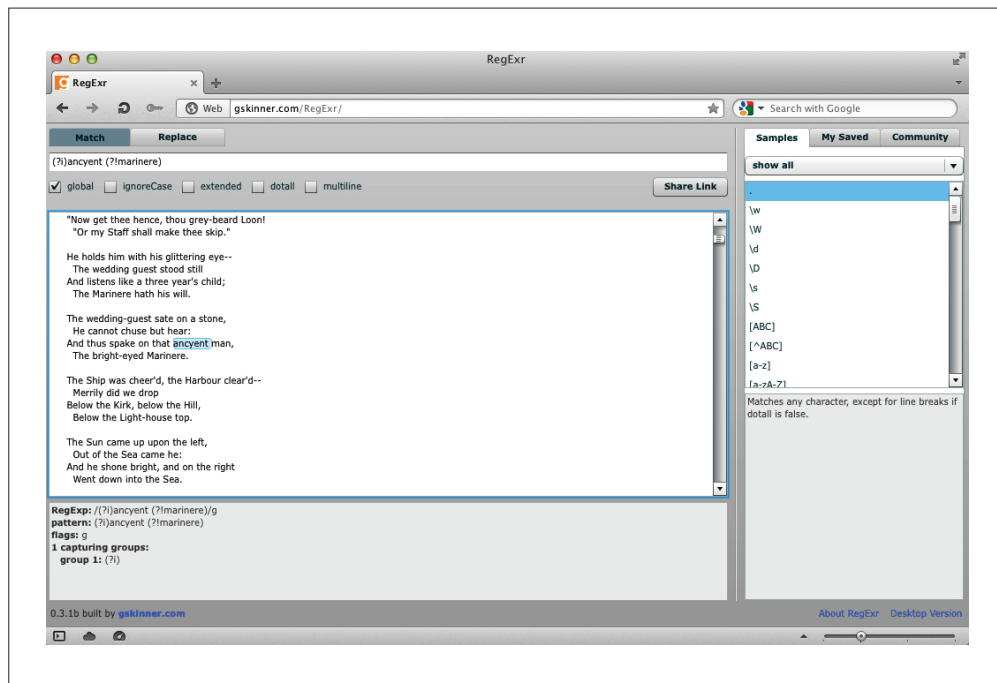 RegExr
RegExr
Web gskinner.com/RegExr/
Search with Google
Match Replace
Samples My Saved Community
(?i)ancyent (?!marinere)
show all
global ignoreCase extended dotall multiline
Share Link
"Now get thee hence, thou grey-beard Loon!
"Or my Staff shall make thee skip."
He holds him with his glittering eye--
The wedding guest stood still
And listens like a three year's child;
The Marinere hath his will.
The wedding-guest sate on a stone,
He cannot chuse but hear:
And thus spake on that ancyent man,
The bright-eyed Marinere.
The Ship was cheer'd, the Harbour clear'd--
Merrily did we drop
Below the Kirk, below the Hill,
Below the Light-house top.
The Sun came up upon the left,
Out of the Sea came he:
And he shone bright, and on the right
Went down into the Sea.
.
\w
\W
\d
\D
\s
\S
[ABC]
[^ABC]
[a-z]
[a-zA-Z]
Matches any character, except for line breaks if
dotall is false.
RegExp: /(?i)ancyent (?!marinere)/g
pattern: (?i)ancyent (?!marinere)
flags: g
1 capturing groups:
group 1: (?i)
0.3.1b built by gskinner.com
About RegExr Desktop Version